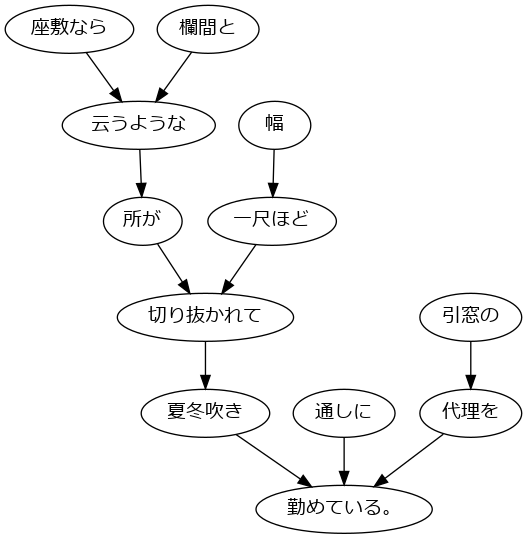 座敷なら
欄間と
云うような
幅
所が
一尺ほど
切り抜かれて
引窓の
夏冬吹き
通しに
代理を
勤めている。